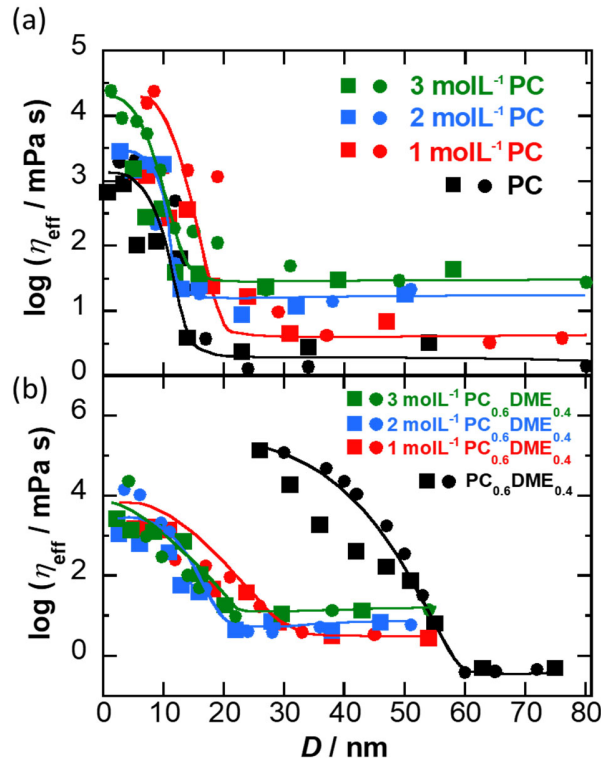 (a)
5
4
3
2
1
0
log (η_eff / mPa s)
3 molL⁻¹ PC
2 molL⁻¹ PC
1 molL⁻¹ PC
PC
(b)
6
4
2
0
log (η_eff / mPa s)
3 molL⁻¹ PC₀.₆DME₀.₄
2 molL⁻¹ PC₀.₆DME₀.₄
1 molL⁻¹ PC₀.₆DME₀.₄
PC₀.₆DME₀.₄
0 10 20 30 40 50 60 70 80
D / nm